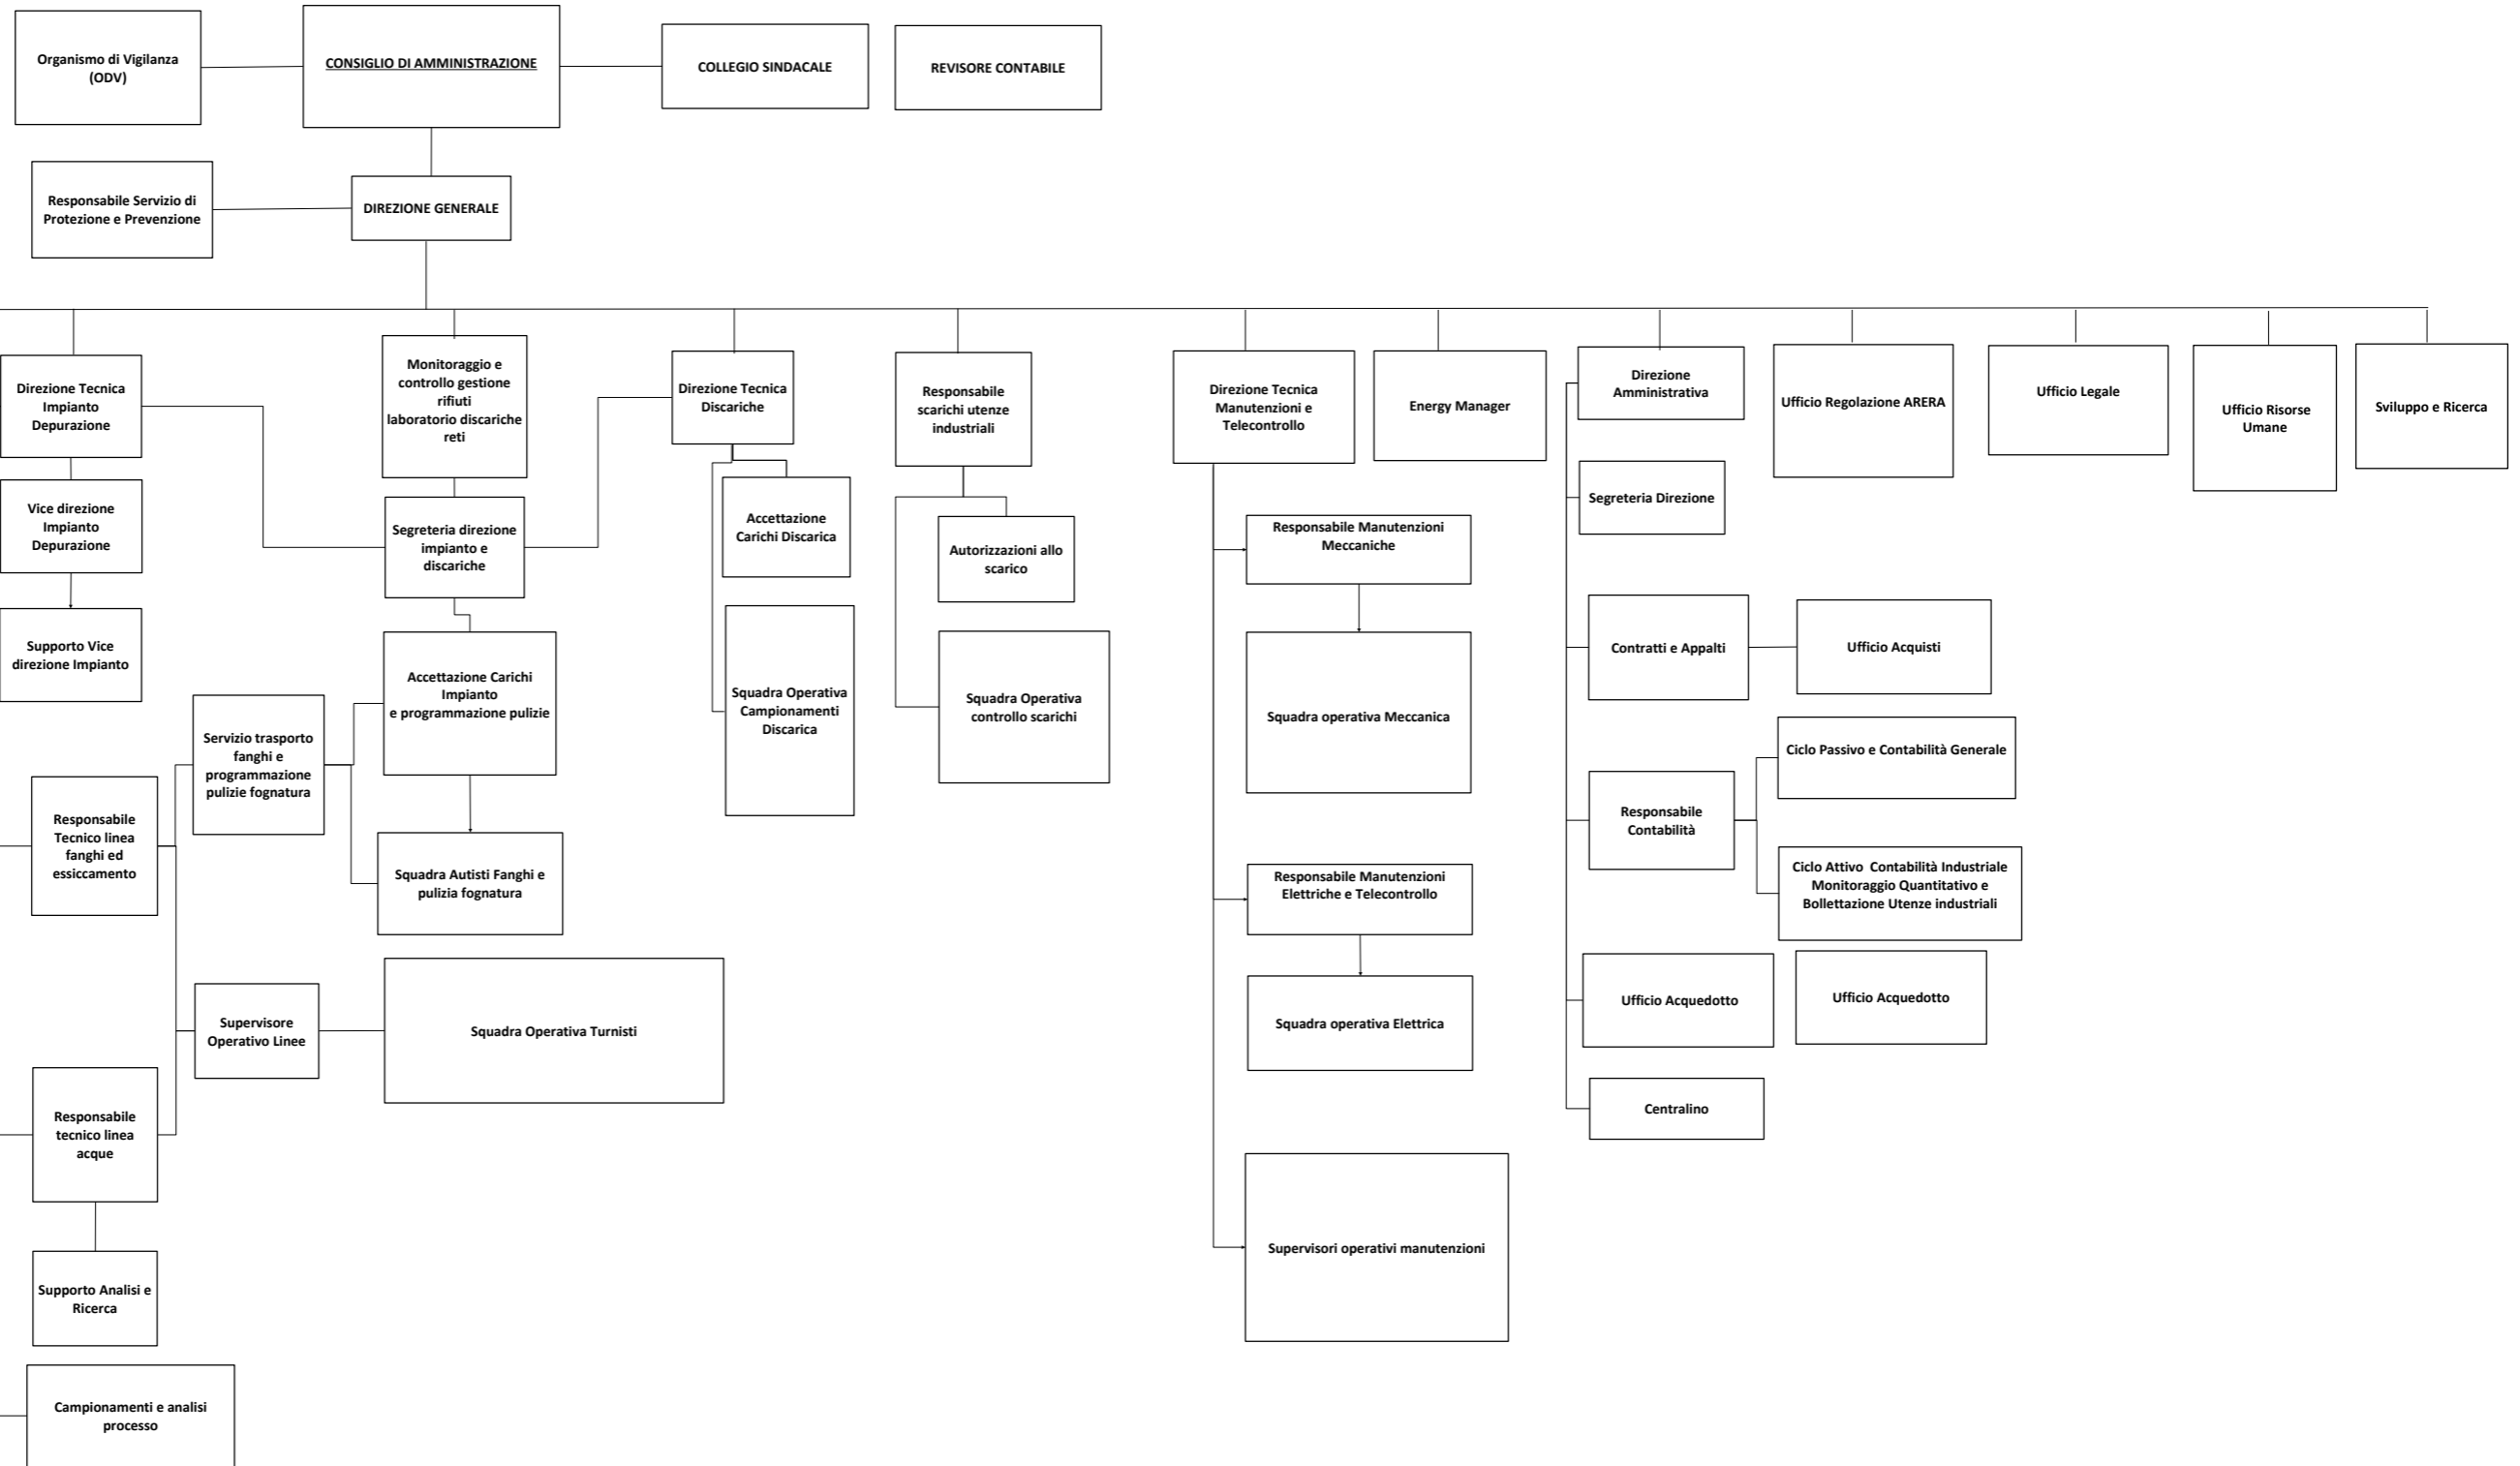 Organismo di Vigilanza
(ODV)
CONSIGLIO DI AMMINISTRAZIONE
COLLEGIO SINDACALE
REVISORE CONTABILE
Responsabile Servizio di
Protezione e Prevenzione
DIREZIONE GENERALE
Direzione Tecnica
Impianto
Depurazione
Monitoraggio e
controllo gestione
rifiuti
laboratorio discariche
reti
Direzione Tecnica
Discariche
Responsabile
scarichi utenze
industriali
Direzione Tecnica
Manutenzioni e
Telecontrollo
Energy Manager
Direzione
Amministrativa
Ufficio Regolazione ARERA
Ufficio Legale
Ufficio Risorse
Umane
Sviluppo e Ricerca
Vice direzione
Impianto
Depurazione
Segreteria direzione
impianto e
discariche
Accettazione
Carichi Discarica
Autorizzazioni allo
scarico
Responsabile Manutenzioni
Meccaniche
Segreteria Direzione
Supporto Vice
direzione Impianto
Accettazione Carichi
Impianto
e programmazione pulizie
Squadra Operativa
Campionamenti
Discarica
Squadra Operativa
controllo scarichi
Squadra operativa Meccanica
Contratti e Appalti
Ufficio Acquisti
Servizio trasporto
fanghi e
programmazione
pulizie fognatura
Ciclo Passivo e Contabilità Generale
Responsabile
Tecnico linea
fanghi ed
essiccamento
Squadra Autisti Fanghi e
pulizia fognatura
Responsabile Manutenzioni
Elettriche e Telecontrollo
Responsabile
Contabilità
Ciclo Attivo  Contabilità Industriale
Monitoraggio Quantitativo e
Bollettazione Utenze industriali
Supervisore
Operativo Linee
Squadra Operativa Turnisti
Squadra operativa Elettrica
Ufficio Acquedotto
Ufficio Acquedotto
Responsabile
tecnico linea
acque
Centralino
Supporto Analisi e
Ricerca
Supervisori operativi manutenzioni
Campionamenti e analisi
processo